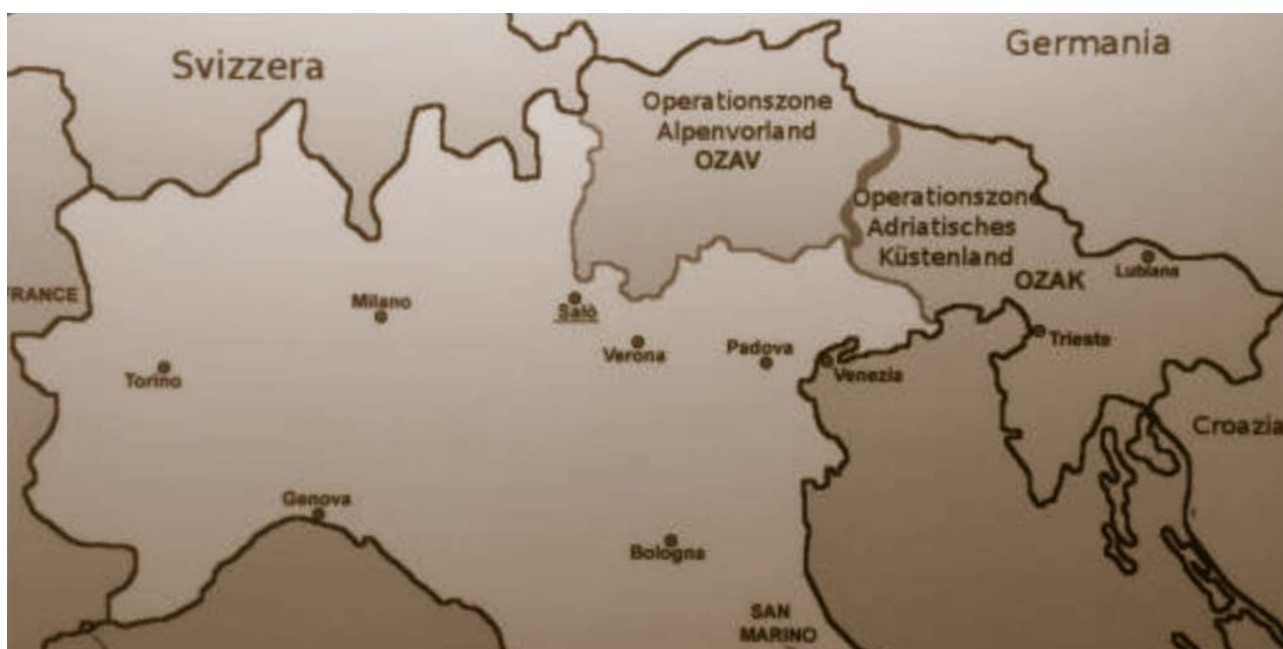 Svizzera
Germania
Operationszone
Alpenvorland
OZAV
Operationszone
Adriatisches
Küstenland
OZAK
Lubiana
FRANCE
Milano
Salò
Verona
Padova
Venezia
Trieste
Torino
Croazia
Genova
Bologna
SAN
MARINO